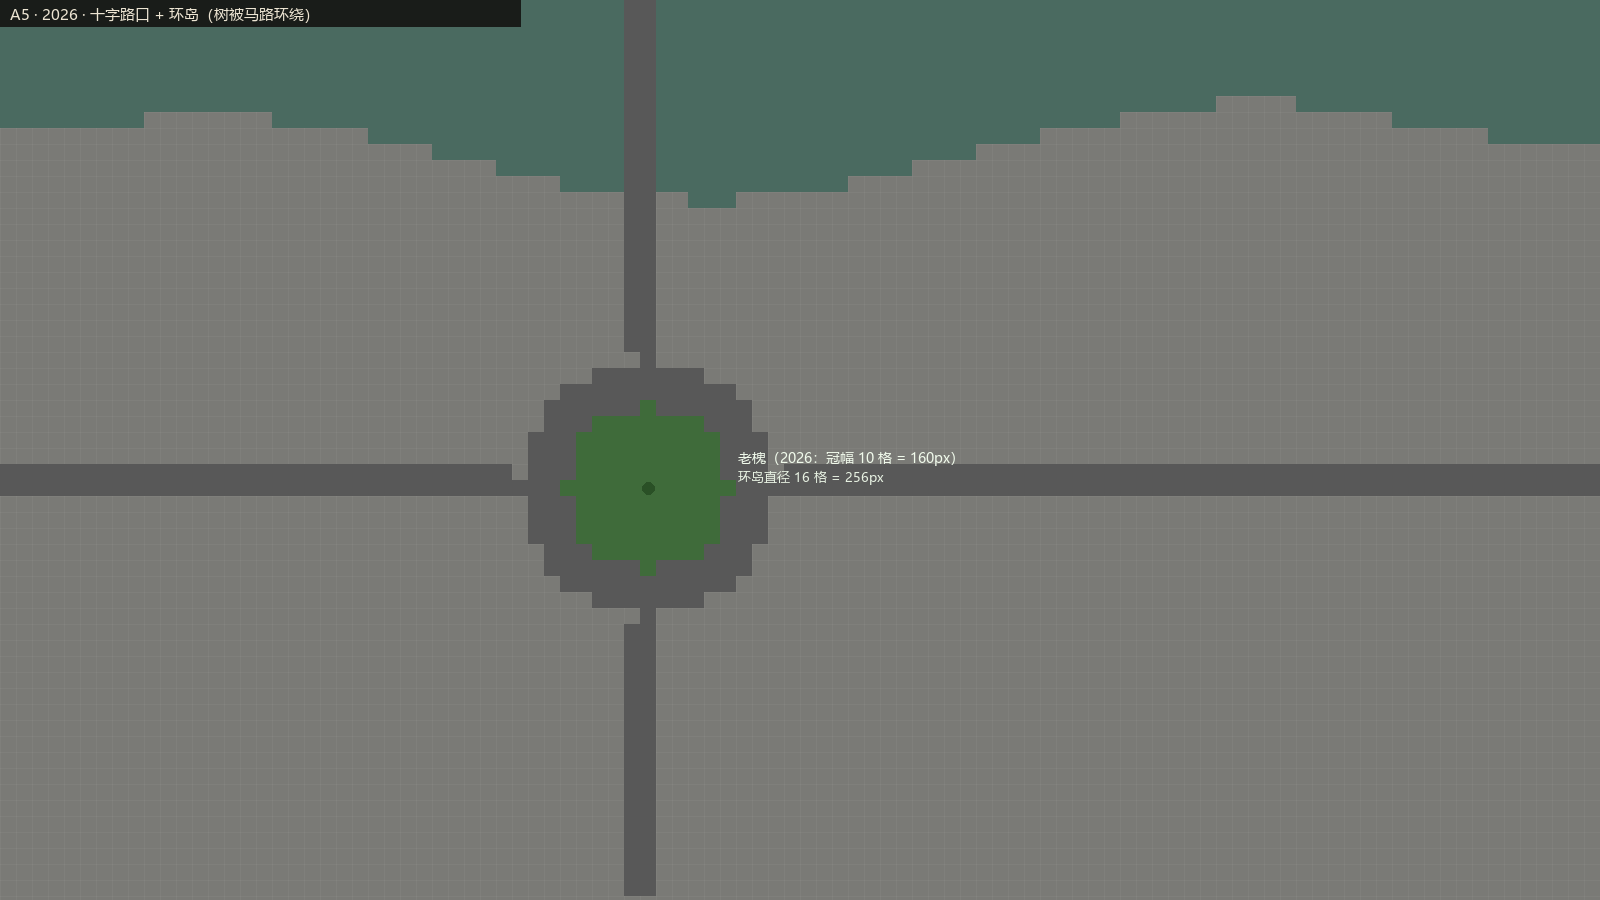 A5 · 2026 · 十字路口 + 环岛（树被马路环绕）
老槐（2026：冠幅 10 格 = 160px）
环岛直径 16 格 = 256px